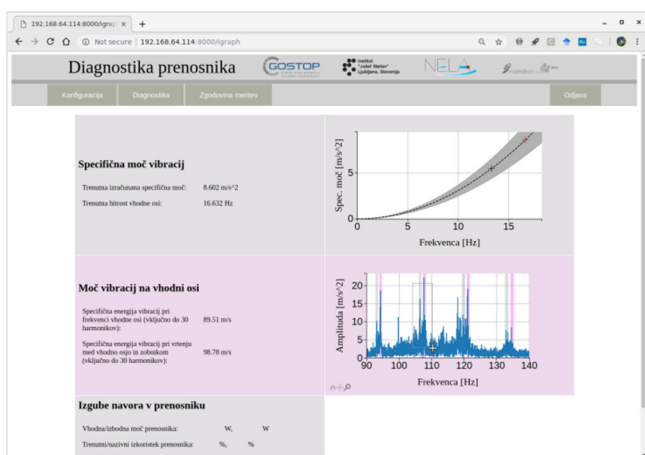 192.168.64.114:8000/igrap
Not secure | 192.168.64.114:8000/igraph
Diagnostika prenosnika
GOSTOP
Institut
"Jožef Stefan"
Ljubljana, Slovenija
NELA
Konfiguracija Diagnostika Zgodovina meritev Odjava
Specifična moč vibracij
Trenutna izračunana specifična moč: 8.602 m/s^2
Trenutna hitrost vhodne osi: 16.632 Hz
Spec. moč [m/s^2]
5
0
0 5 10 15
Frekvenca [Hz]
Moč vibracij na vhodni osi
Specifična energija vibracij pri
frekvenci vhodne osi (vključno do 30
harmonikov):
89.51 m/s
Specifična energija vibracij pri vrtenju
med vhodno osjo in zobnikom
(vključno do 30 harmonikov):
98.78 m/s
Amplituda [m/s^2]
20
15
10
5
0
90 100 110 120 130 140
Frekvenca [Hz]
Izgube navora v prenosniku
Vhodna/izhodna moč prenosnika: W, W
Trenutni/nazivni izkoristek prenosnika: %, %